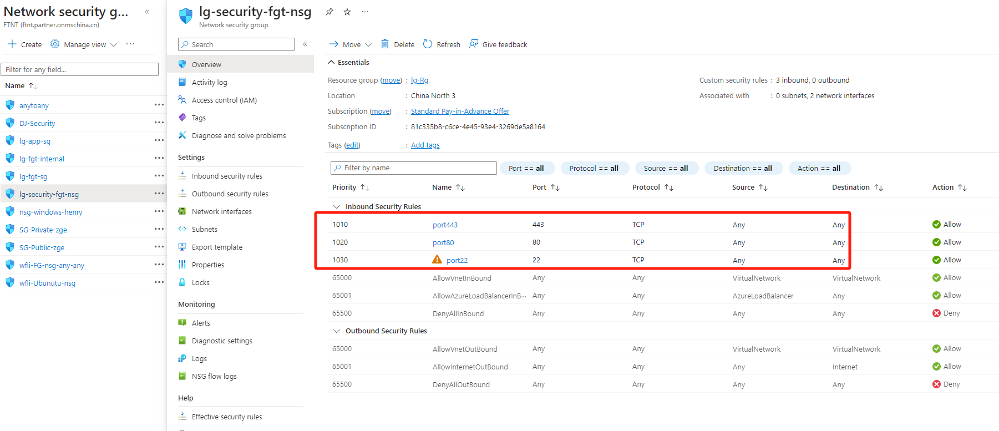 Network security g...
FTNT (ftnt.partner.onmschina.cn)
Create
Manage view
Filter for any field...
Name
anytoany
DJ-Security
lg-app-sg
lg-fgt-internal
lg-fgt-sg
lg-security-fgt-nsg
nsg-windows-henry
SG-Private-zge
SG-Public-zge
wfli-FG-nsg-any-any
wfli-Ubunutu-nsg
lg-security-fgt-nsg
Network security group
Search
Overview
Activity log
Access control (IAM)
Tags
Diagnose and solve problems
Settings
Inbound security rules
Outbound security rules
Network interfaces
Subnets
Export template
Properties
Locks
Monitoring
Alerts
Diagnostic settings
Logs
NSG flow logs
Help
Effective security rules
Move Delete Refresh Give feedback
Essentials
Resource group (move) : lg-Rg
Location : China North 3
Subscription (move) : Standard Pay-in-Advance Offer
Subscription ID : 81c335b8-c6ce-4e45-93e4-3269de5a8164
Tags (edit) : Add tags
Custom security rules : 3 inbound, 0 outbound
Associated with : 0 subnets, 2 network interfaces
Filter by name Port == all Protocol == all Source == all Destination == all Action == all
Priority Name Port Protocol Source Destination Action
Inbound Security Rules
1010 port443 443 TCP Any Any Allow
1020 port80 80 TCP Any Any Allow
1030 port22 22 TCP Any Any Allow
65000 AllowVnetInBound Any Any VirtualNetwork VirtualNetwork Allow
65001 AllowAzureLoadBalancerInB... Any Any AzureLoadBalancer Any Allow
65500 DenyAllInBound Any Any Any Any Deny
Outbound Security Rules
65000 AllowVnetOutBound Any Any VirtualNetwork VirtualNetwork Allow
65001 AllowInternetOutBound Any Any Any Internet Allow
65500 DenyAllOutBound Any Any Any Any Deny